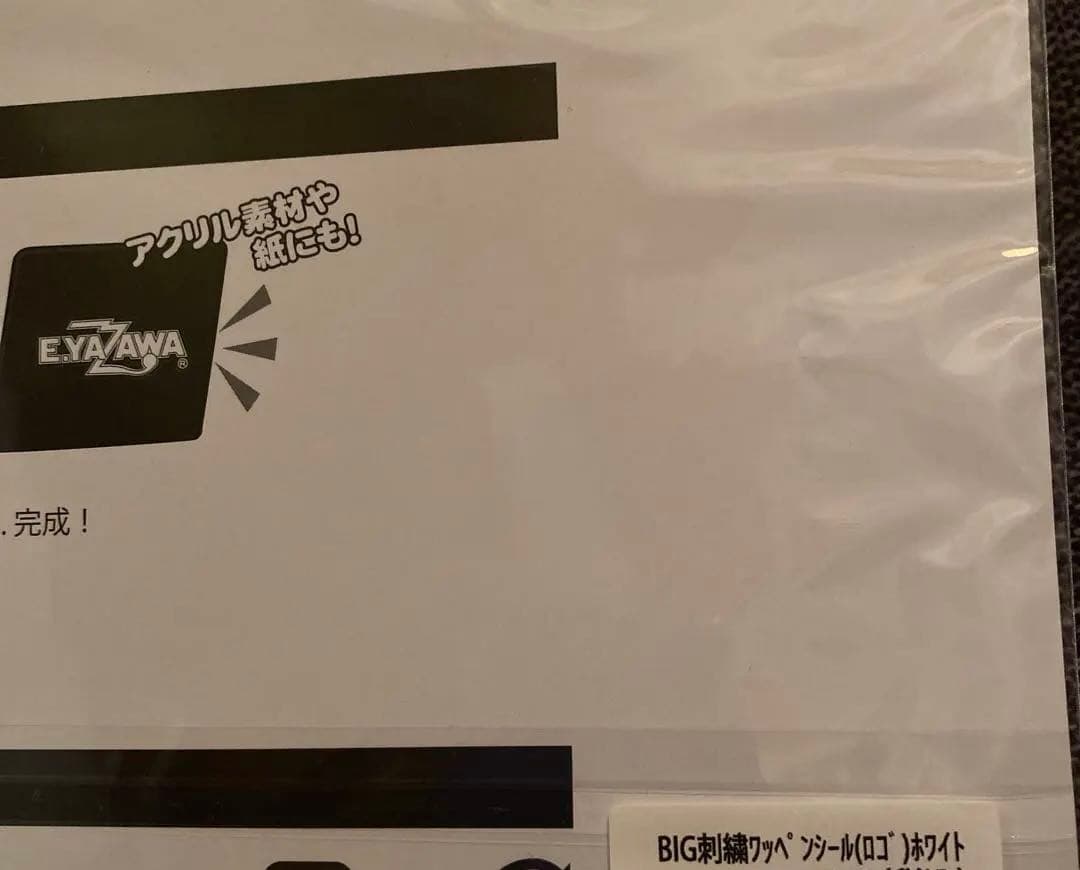 アクリル素材や
紙にも!
E.YAZAWA®
. 完成！
BIG刺繍ﾜｯﾍﾟﾝｼｰﾙ(ﾛｺﾞ)ホワイト